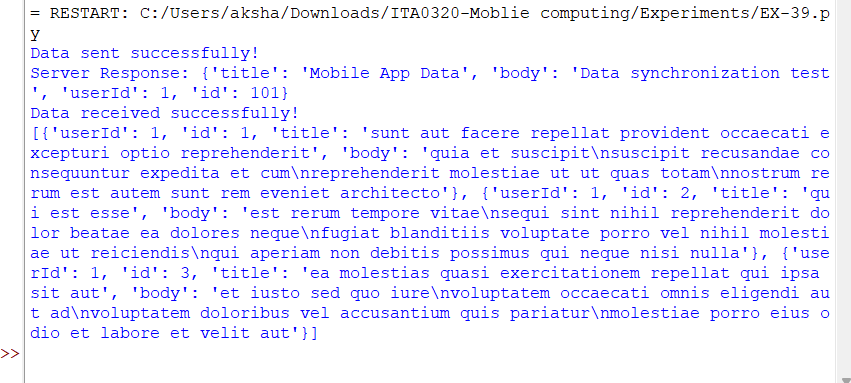 = RESTART: C:/Users/aksha/Downloads/ITA0320-Moblie computing/Experiments/EX-39.p
y
Data sent successfully!
Server Response: {'title': 'Mobile App Data', 'body': 'Data synchronization test
', 'userId': 1, 'id': 101}
Data received successfully!
[{'userId': 1, 'id': 1, 'title': 'sunt aut facere repellat provident occaecati e
xcepturi optio reprehenderit', 'body': 'quia et suscipit\nsuscipit recusandae co
nsequuntur expedita et cum\nreprehenderit molestiae ut ut quas totam\nnostrum re
rum est autem sunt rem eveniet architecto'}, {'userId': 1, 'id': 2, 'title': 'qu
i est esse', 'body': 'est rerum tempore vitae\nsequi sint nihil reprehenderit do
lor beatae ea dolores neque\nfugiat blanditiis voluptate porro vel nihil molesti
ae ut reiciendis\nqui aperiam non debitis possimus qui neque nisi nulla'}, {'use
rId': 1, 'id': 3, 'title': 'ea molestias quasi exercitationem repellat qui ipsa
sit aut', 'body': 'et iusto sed quo iure\nvoluptatem occaecati omnis eligendi au
t ad\nvoluptatem doloribus vel accusantium quis pariatur\nmolestiae porro eius o
dio et labore et velit aut'}]
>>